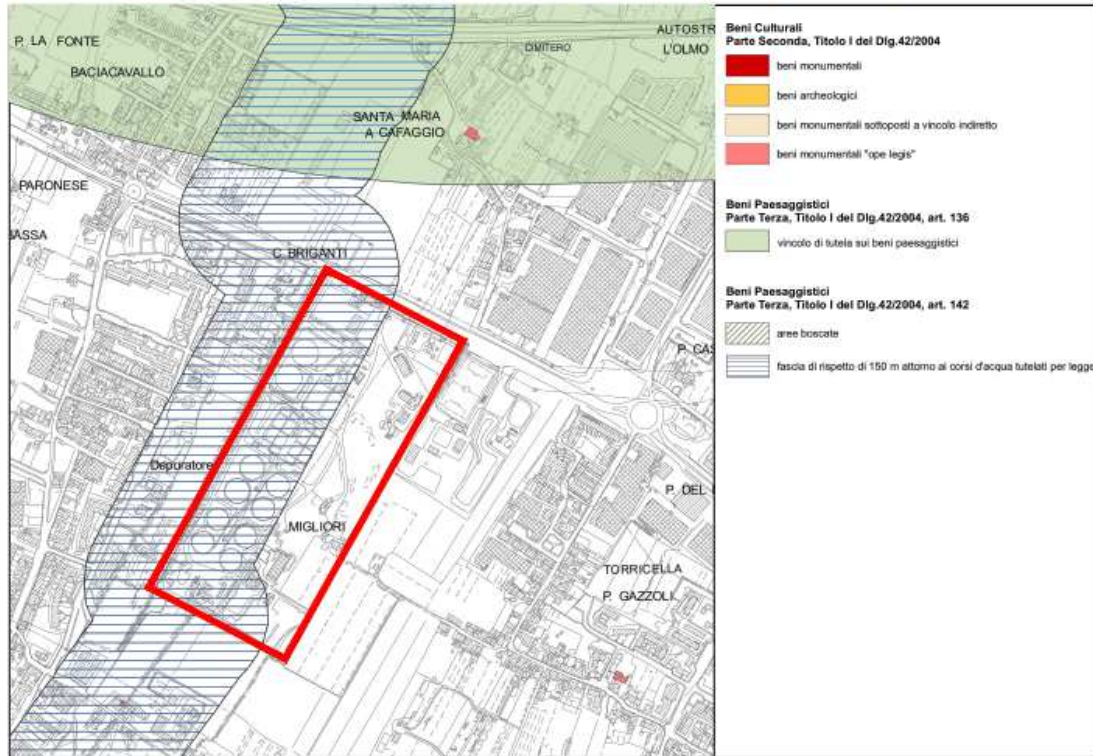 P. LA FONTE
BACIACAVALLO
CIMITERO
AUTOSTR
L'OLMO
SANTA MARIA
A CAFAGGIO
PARONESE
C. BRIGANTI
P. CAS
Depuratore
MIGLIORI
P. DEL
TORRICELLA
P. GAZZOLI
Beni Culturali
Parte Seconda, Titolo I del Dlg.42/2004
beni monumentali
beni archeologici
beni monumentali sottoposti a vincolo indiretto
beni monumentali "ope legis"
Beni Paesaggistici
Parte Terza, Titolo I del Dlg.42/2004, art. 136
vincolo di tutela sui beni paesaggistici
Beni Paesaggistici
Parte Terza, Titolo I del Dlg.42/2004, art. 142
aree boscate
fascia di rispetto di 150 m attorno ai corsi d'acqua tutelati per legge